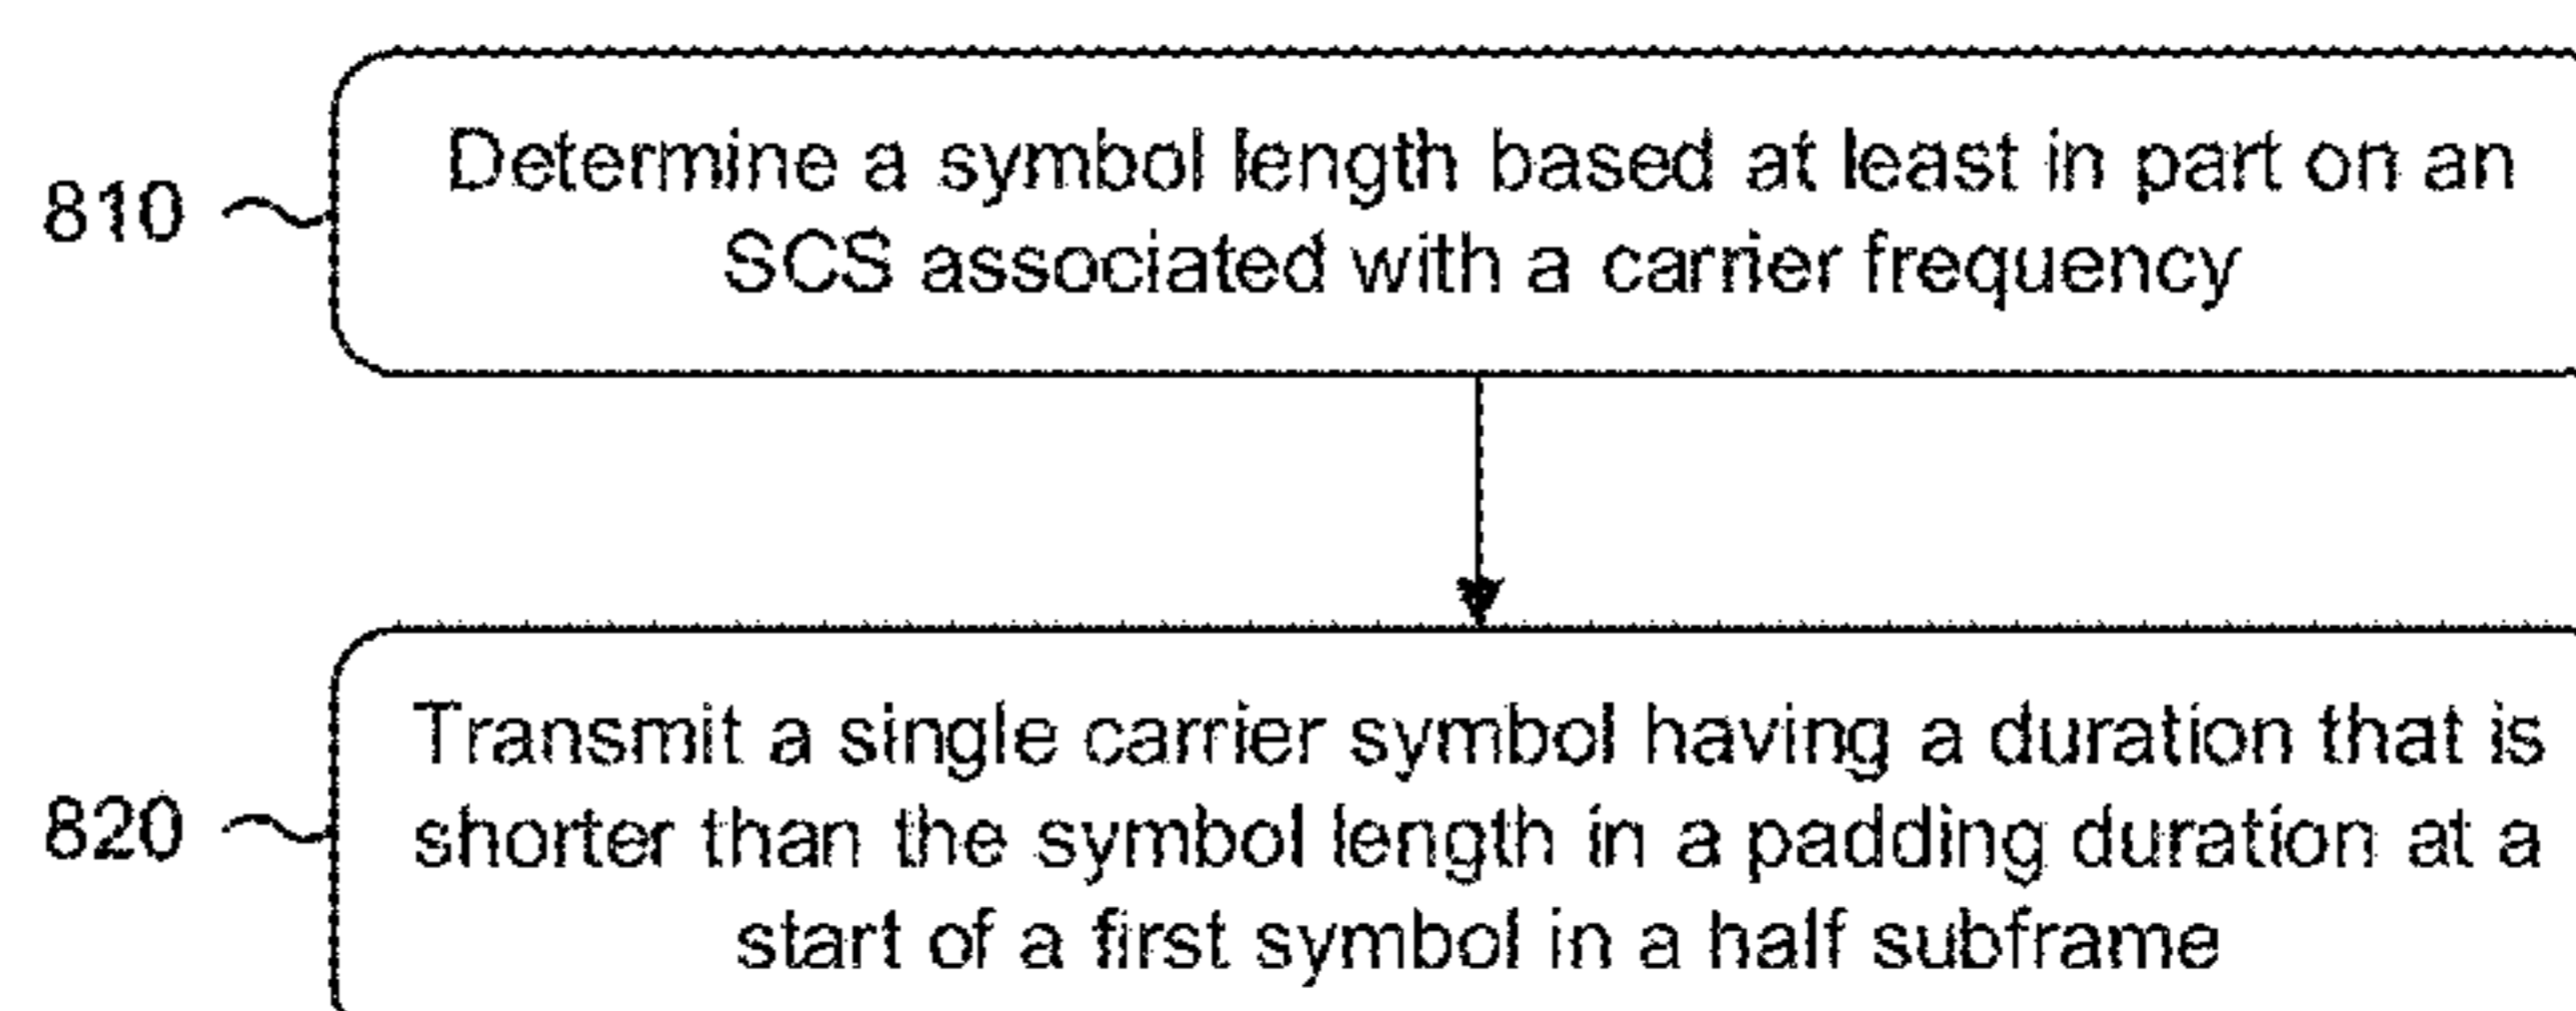 810
Determine a symbol length based at least in part on an
SCS associated with a carrier frequency
820
Transmit a single carrier symbol having a duration that is
shorter than the symbol length in a padding duration at a
start of a first symbol in a half subframe